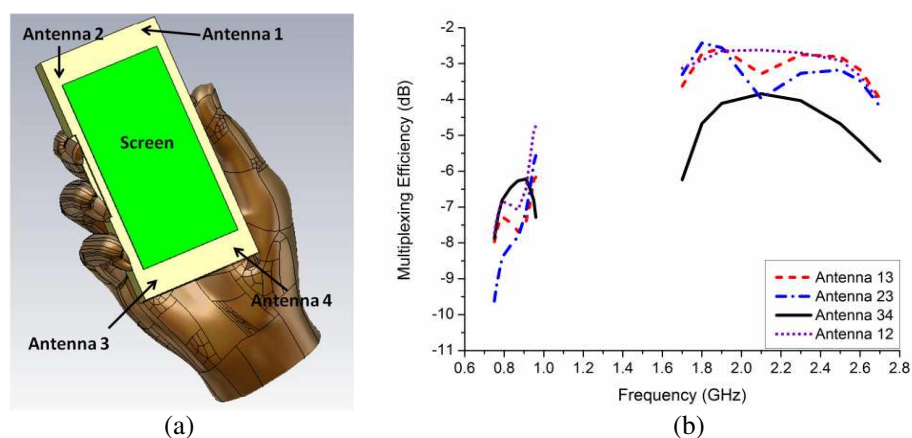 Antenna 2
Antenna 1
Screen
Antenna 4
Antenna 3
(a)
Multiplexing Efficiency (dB)
-2
-3
-4
-5
-6
-7
-8
-9
-10
-11
Antenna 13
Antenna 23
Antenna 34
Antenna 12
0.6 0.8 1.0 1.2 1.4 1.6 1.8 2.0 2.2 2.4 2.6 2.8
Frequency (GHz)
(b)